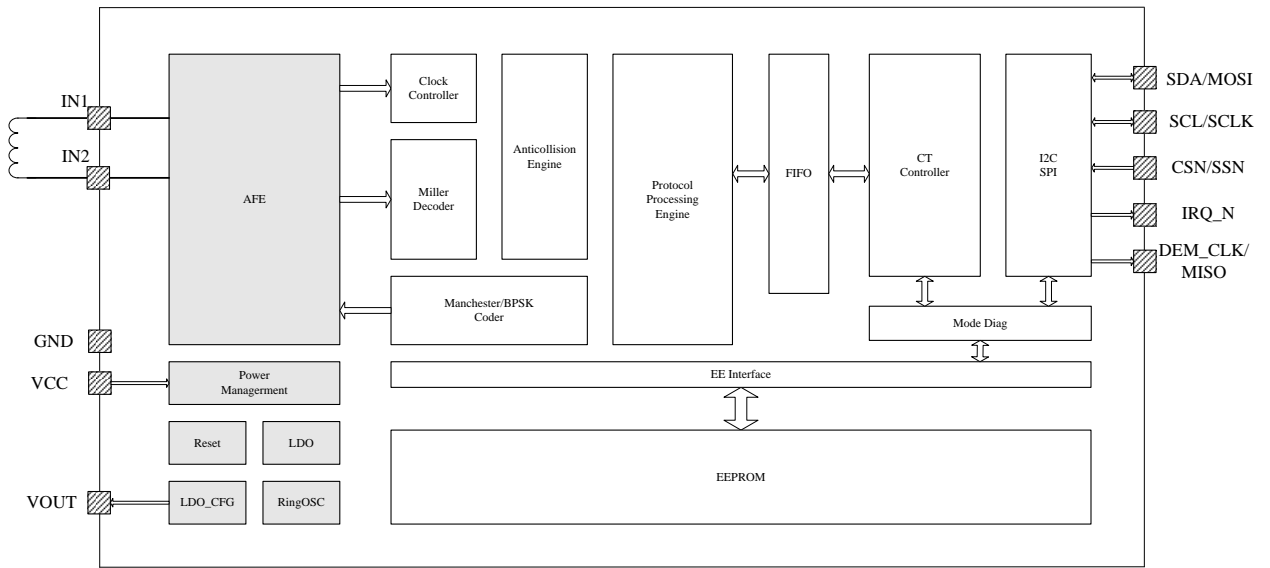 IN1
IN2
GND
VCC
VOUT
AFE
Power
Managerment
Reset
LDO
LDO_CFG
RingOSC
Clock
Controller
Miller
Decoder
Manchester/BPSK
Coder
Anticollision
Engine
Protocol
Processing
Engine
FIFO
CT
Controller
I2C
SPI
Mode Diag
EE Interface
EEPROM
SDA/MOSI
SCL/SCLK
CSN/SSN
IRQ_N
DEM_CLK/
MISO